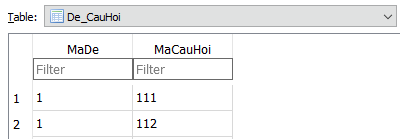 Table: De_CauHoi
MaDe MaCauHoi
Filter Filter
1 1 111
2 1 112